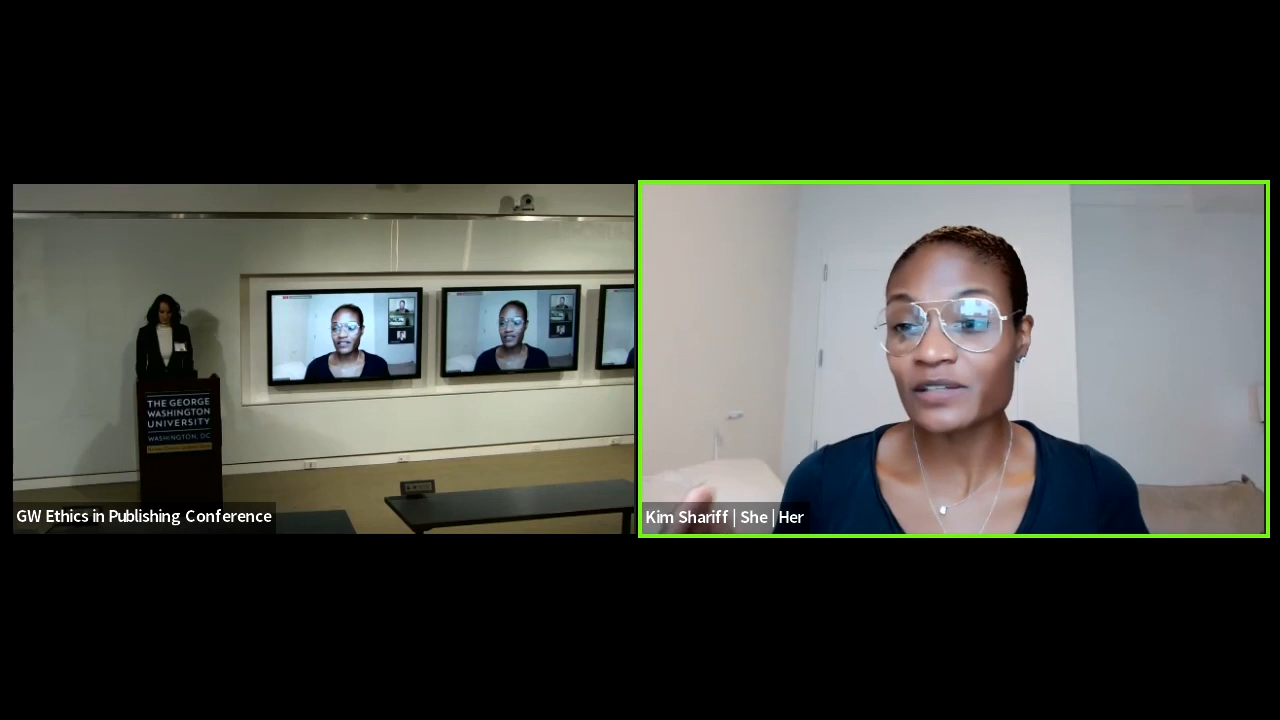 THE GEORGE
WASHINGTON
UNIVERSITY
WASHINGTON, DC
GW Ethics in Publishing Conference
Kim Shariff | She | Her